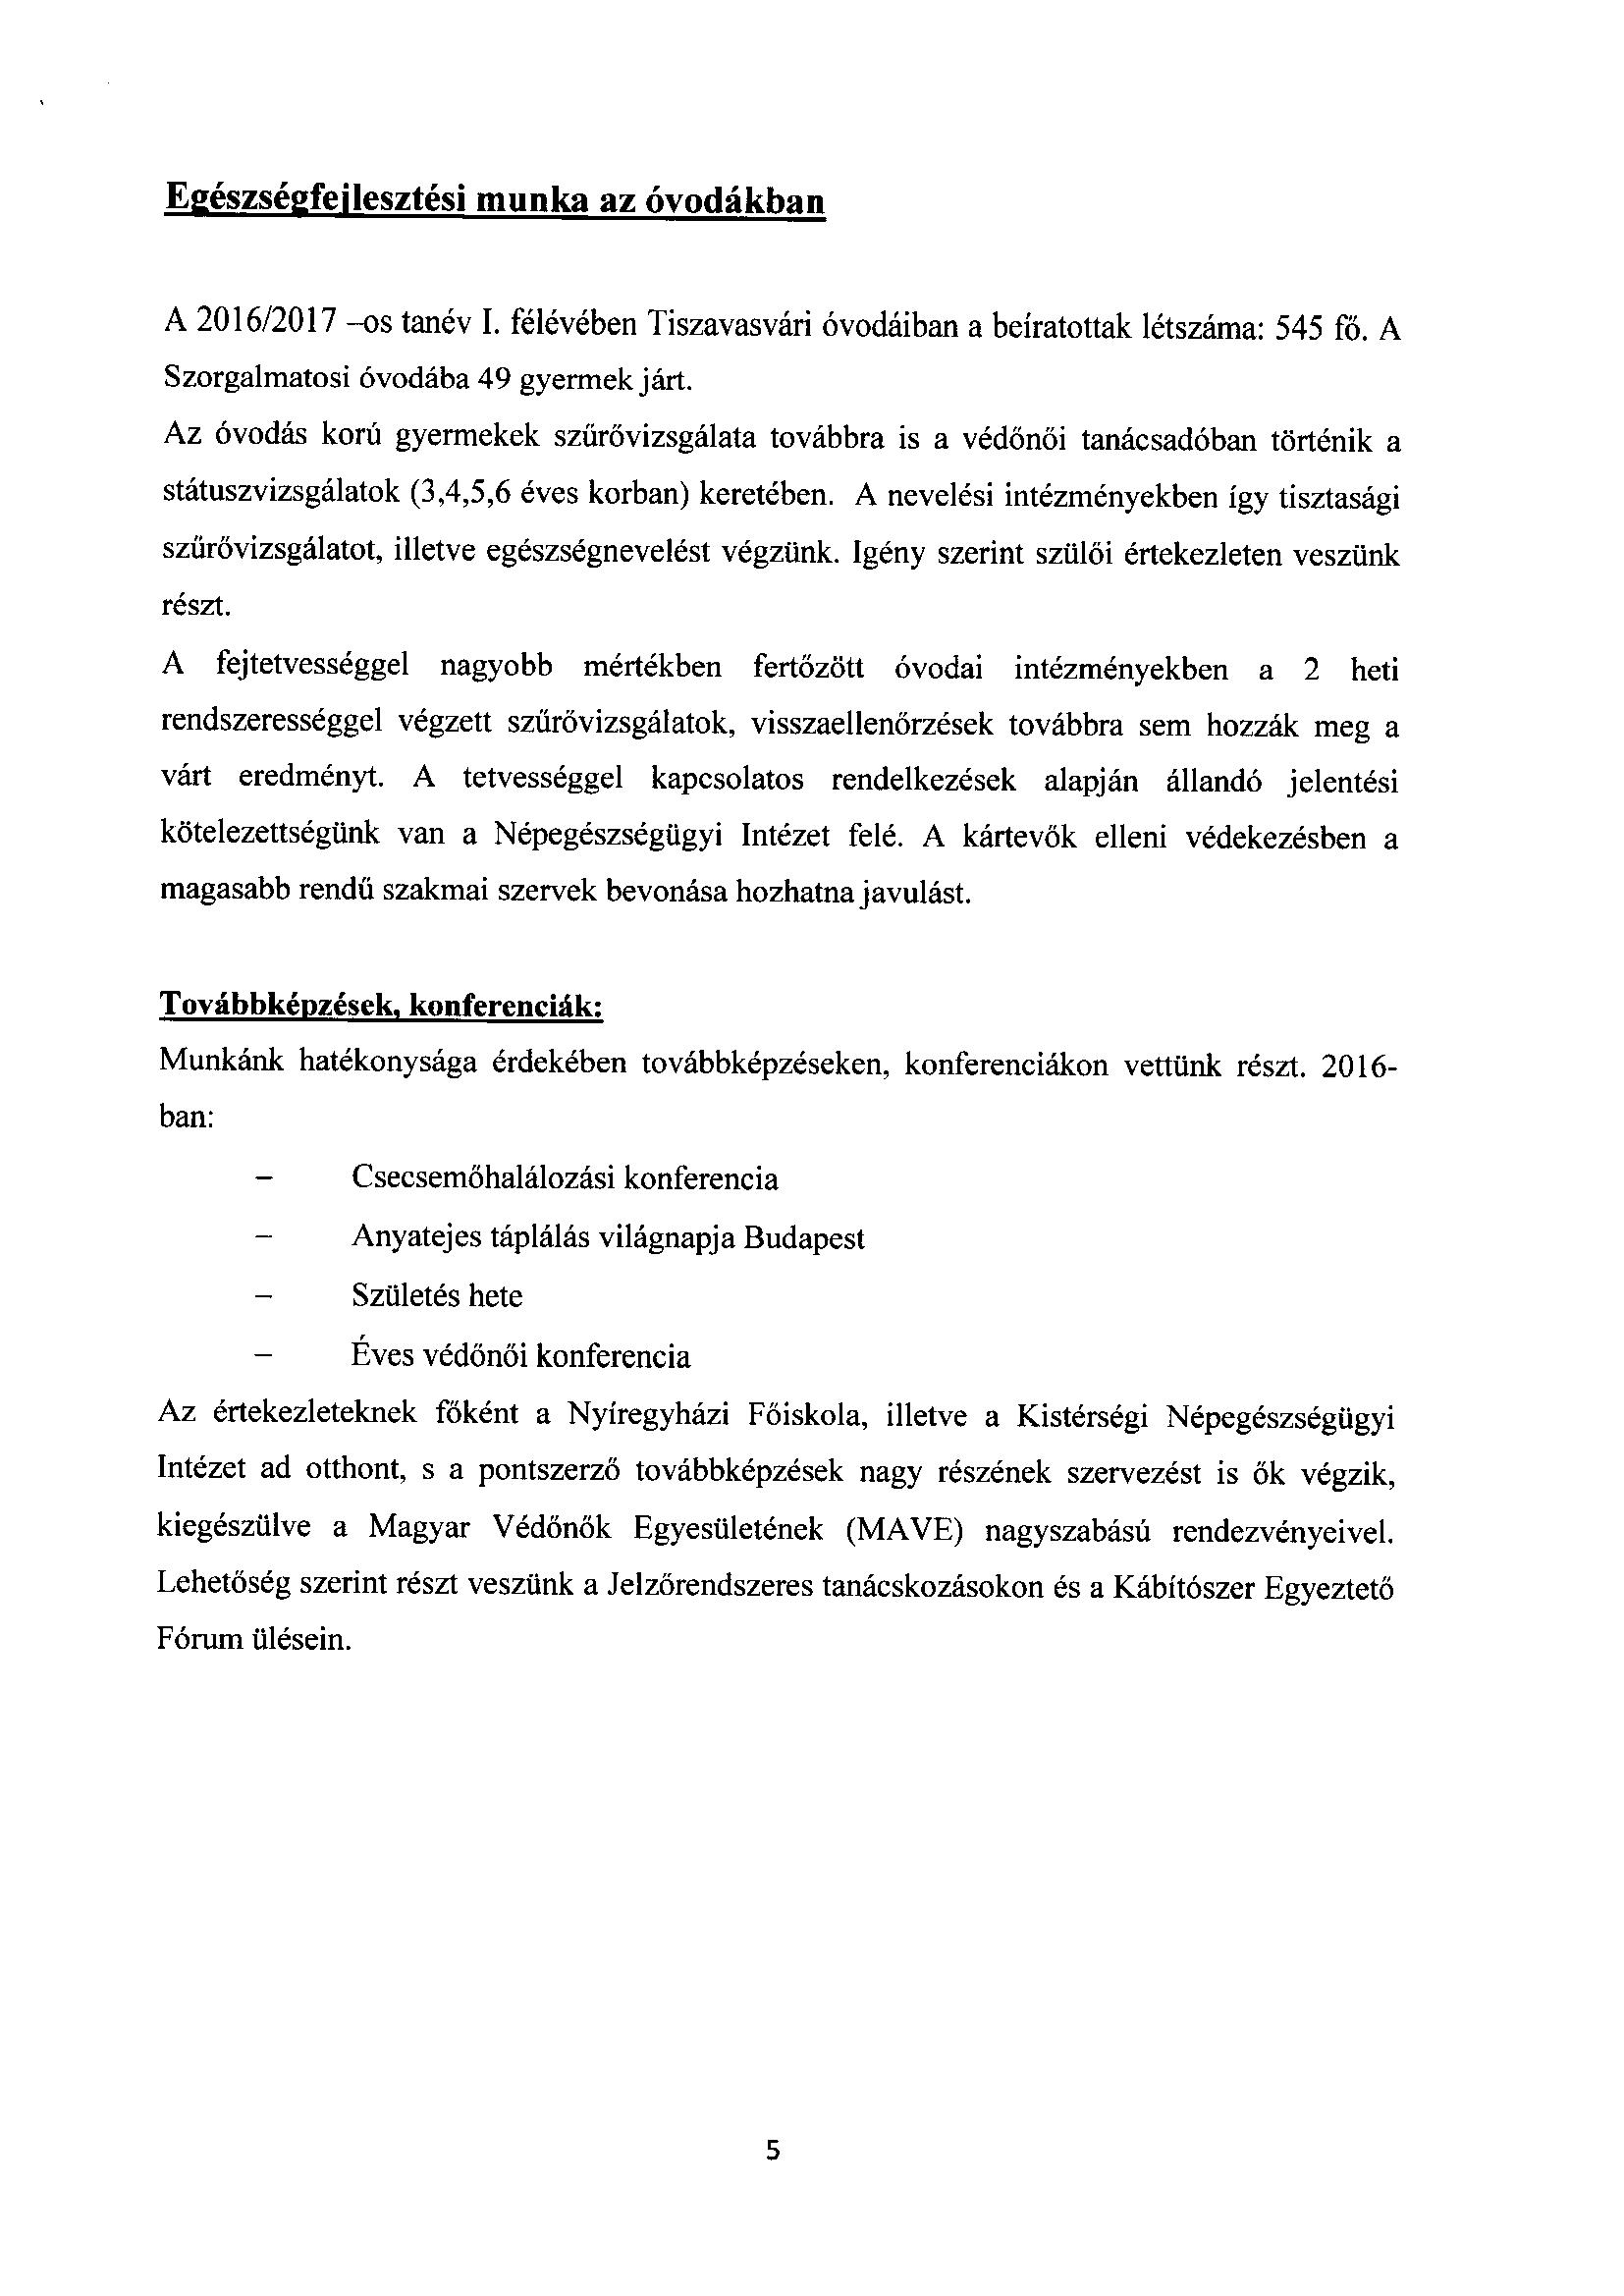 Egészségfejlesztési munka az óvodákban
A 2016/2017 –os tanév I. félévében Tiszavasvári óvodáiban a beíratottak létszáma: 545 fő. A
Szorgalmatosi óvodába 49 gyermek járt.
Az óvodás korú gyermekek szűrővizsgálata továbbra is a védőnői tanácsadóban történik a
státuszvizsgálatok (3,4,5,6 éves korban) keretében. A nevelési intézményekben így tisztasági
szűrővizsgálatot, illetve egészségnevelést végzünk. Igény szerint szülői értekezleten veszünk
részt.
A fejtetvességgel nagyobb mértékben fertőzött óvodai intézményekben a 2 heti
rendszerességgel végzett szűrővizsgálatok, visszaellenőrzések továbbra sem hozzák meg a
várt eredményt. A tetvességgel kapcsolatos rendelkezések alapján állandó jelentési
kötelezettségünk van a Népegészségügyi Intézet felé. A kártevők elleni védekezésben a
magasabb rendű szakmai szervek bevonása hozhatna javulást.
Továbbképzések, konferenciák:
Munkánk hatékonysága érdekében továbbképzéseken, konferenciákon vettünk részt. 2016-
ban:
– Csecsemőhalálozási konferencia
– Anyatejes táplálás világnapja Budapest
– Születés hete
– Éves védőnői konferencia
Az értekezleteknek főként a Nyíregyházi Főiskola, illetve a Kistérségi Népegészségügyi
Intézet ad otthont, s a pontszerző továbbképzések nagy részének szervezést is ők végzik,
kiegészülve a Magyar Védőnők Egyesületének (MAVE) nagyszabású rendezvényeivel.
Lehetőség szerint részt veszünk a Jelzőrendszeres tanácskozásokon és a Kábítószer Egyeztető
Fórum ülésein.
5